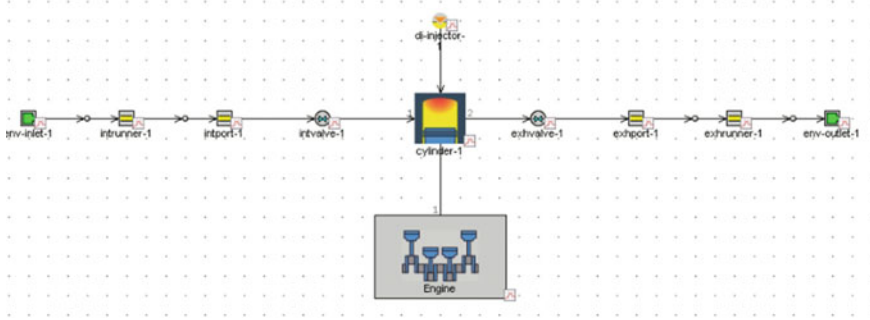 di-injector-
1
1
2
env-inlet-1
intrunner-1
intport-1
intvalve-1
exhvalve-1
exhport-1
exhrunner-1
env-outlet-1
cylinder-1
1
Engine